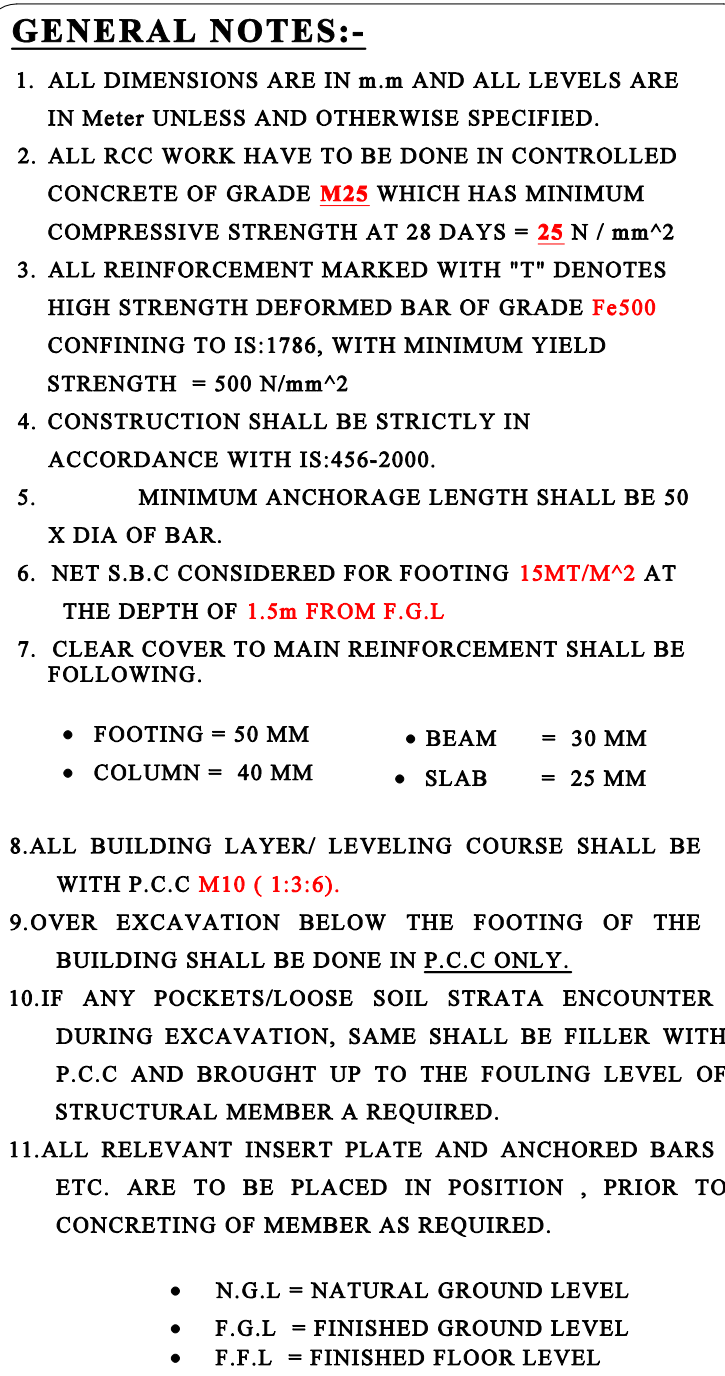 GENERAL NOTES:-
1. ALL DIMENSIONS ARE IN m.m AND ALL LEVELS ARE
IN Meter UNLESS AND OTHERWISE SPECIFIED.
2. ALL RCC WORK HAVE TO BE DONE IN CONTROLLED
CONCRETE OF GRADE M25 WHICH HAS MINIMUM
COMPRESSIVE STRENGTH AT 28 DAYS = 25 N / mm^2
3. ALL REINFORCEMENT MARKED WITH "T" DENOTES
HIGH STRENGTH DEFORMED BAR OF GRADE Fe500
CONFINING TO IS:1786, WITH MINIMUM YIELD
STRENGTH = 500 N/mm^2
4. CONSTRUCTION SHALL BE STRICTLY IN
ACCORDANCE WITH IS:456-2000.
5. MINIMUM ANCHORAGE LENGTH SHALL BE 50
X DIA OF BAR.
6. NET S.B.C CONSIDERED FOR FOOTING 15MT/M^2 AT
THE DEPTH OF 1.5m FROM F.G.L
7. CLEAR COVER TO MAIN REINFORCEMENT SHALL BE
FOLLOWING.
• FOOTING = 50 MM • BEAM = 30 MM
• COLUMN = 40 MM • SLAB = 25 MM
8.ALL BUILDING LAYER/ LEVELING COURSE SHALL BE
WITH P.C.C M10 ( 1:3:6).
9.OVER EXCAVATION BELOW THE FOOTING OF THE
BUILDING SHALL BE DONE IN P.C.C ONLY.
10.IF ANY POCKETS/LOOSE SOIL STRATA ENCOUNTER
DURING EXCAVATION, SAME SHALL BE FILLER WITH
P.C.C AND BROUGHT UP TO THE FOULING LEVEL OF
STRUCTURAL MEMBER A REQUIRED.
11.ALL RELEVANT INSERT PLATE AND ANCHORED BARS
ETC. ARE TO BE PLACED IN POSITION , PRIOR TO
CONCRETING OF MEMBER AS REQUIRED.
• N.G.L = NATURAL GROUND LEVEL
• F.G.L = FINISHED GROUND LEVEL
• F.F.L = FINISHED FLOOR LEVEL